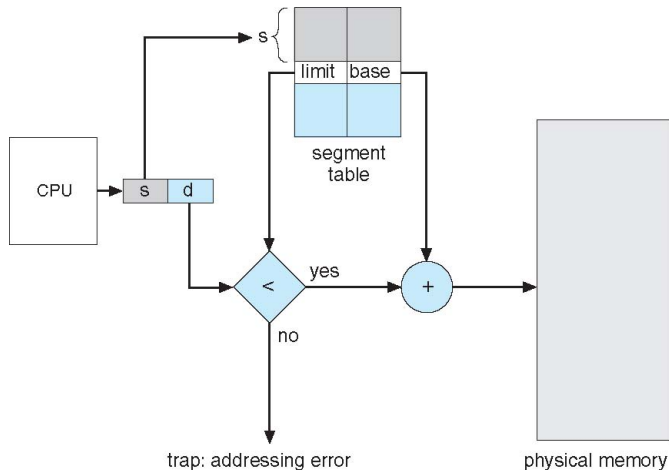 s
limit base
segment
table
CPU
s d
<
yes
+
no
trap: addressing error
physical memory